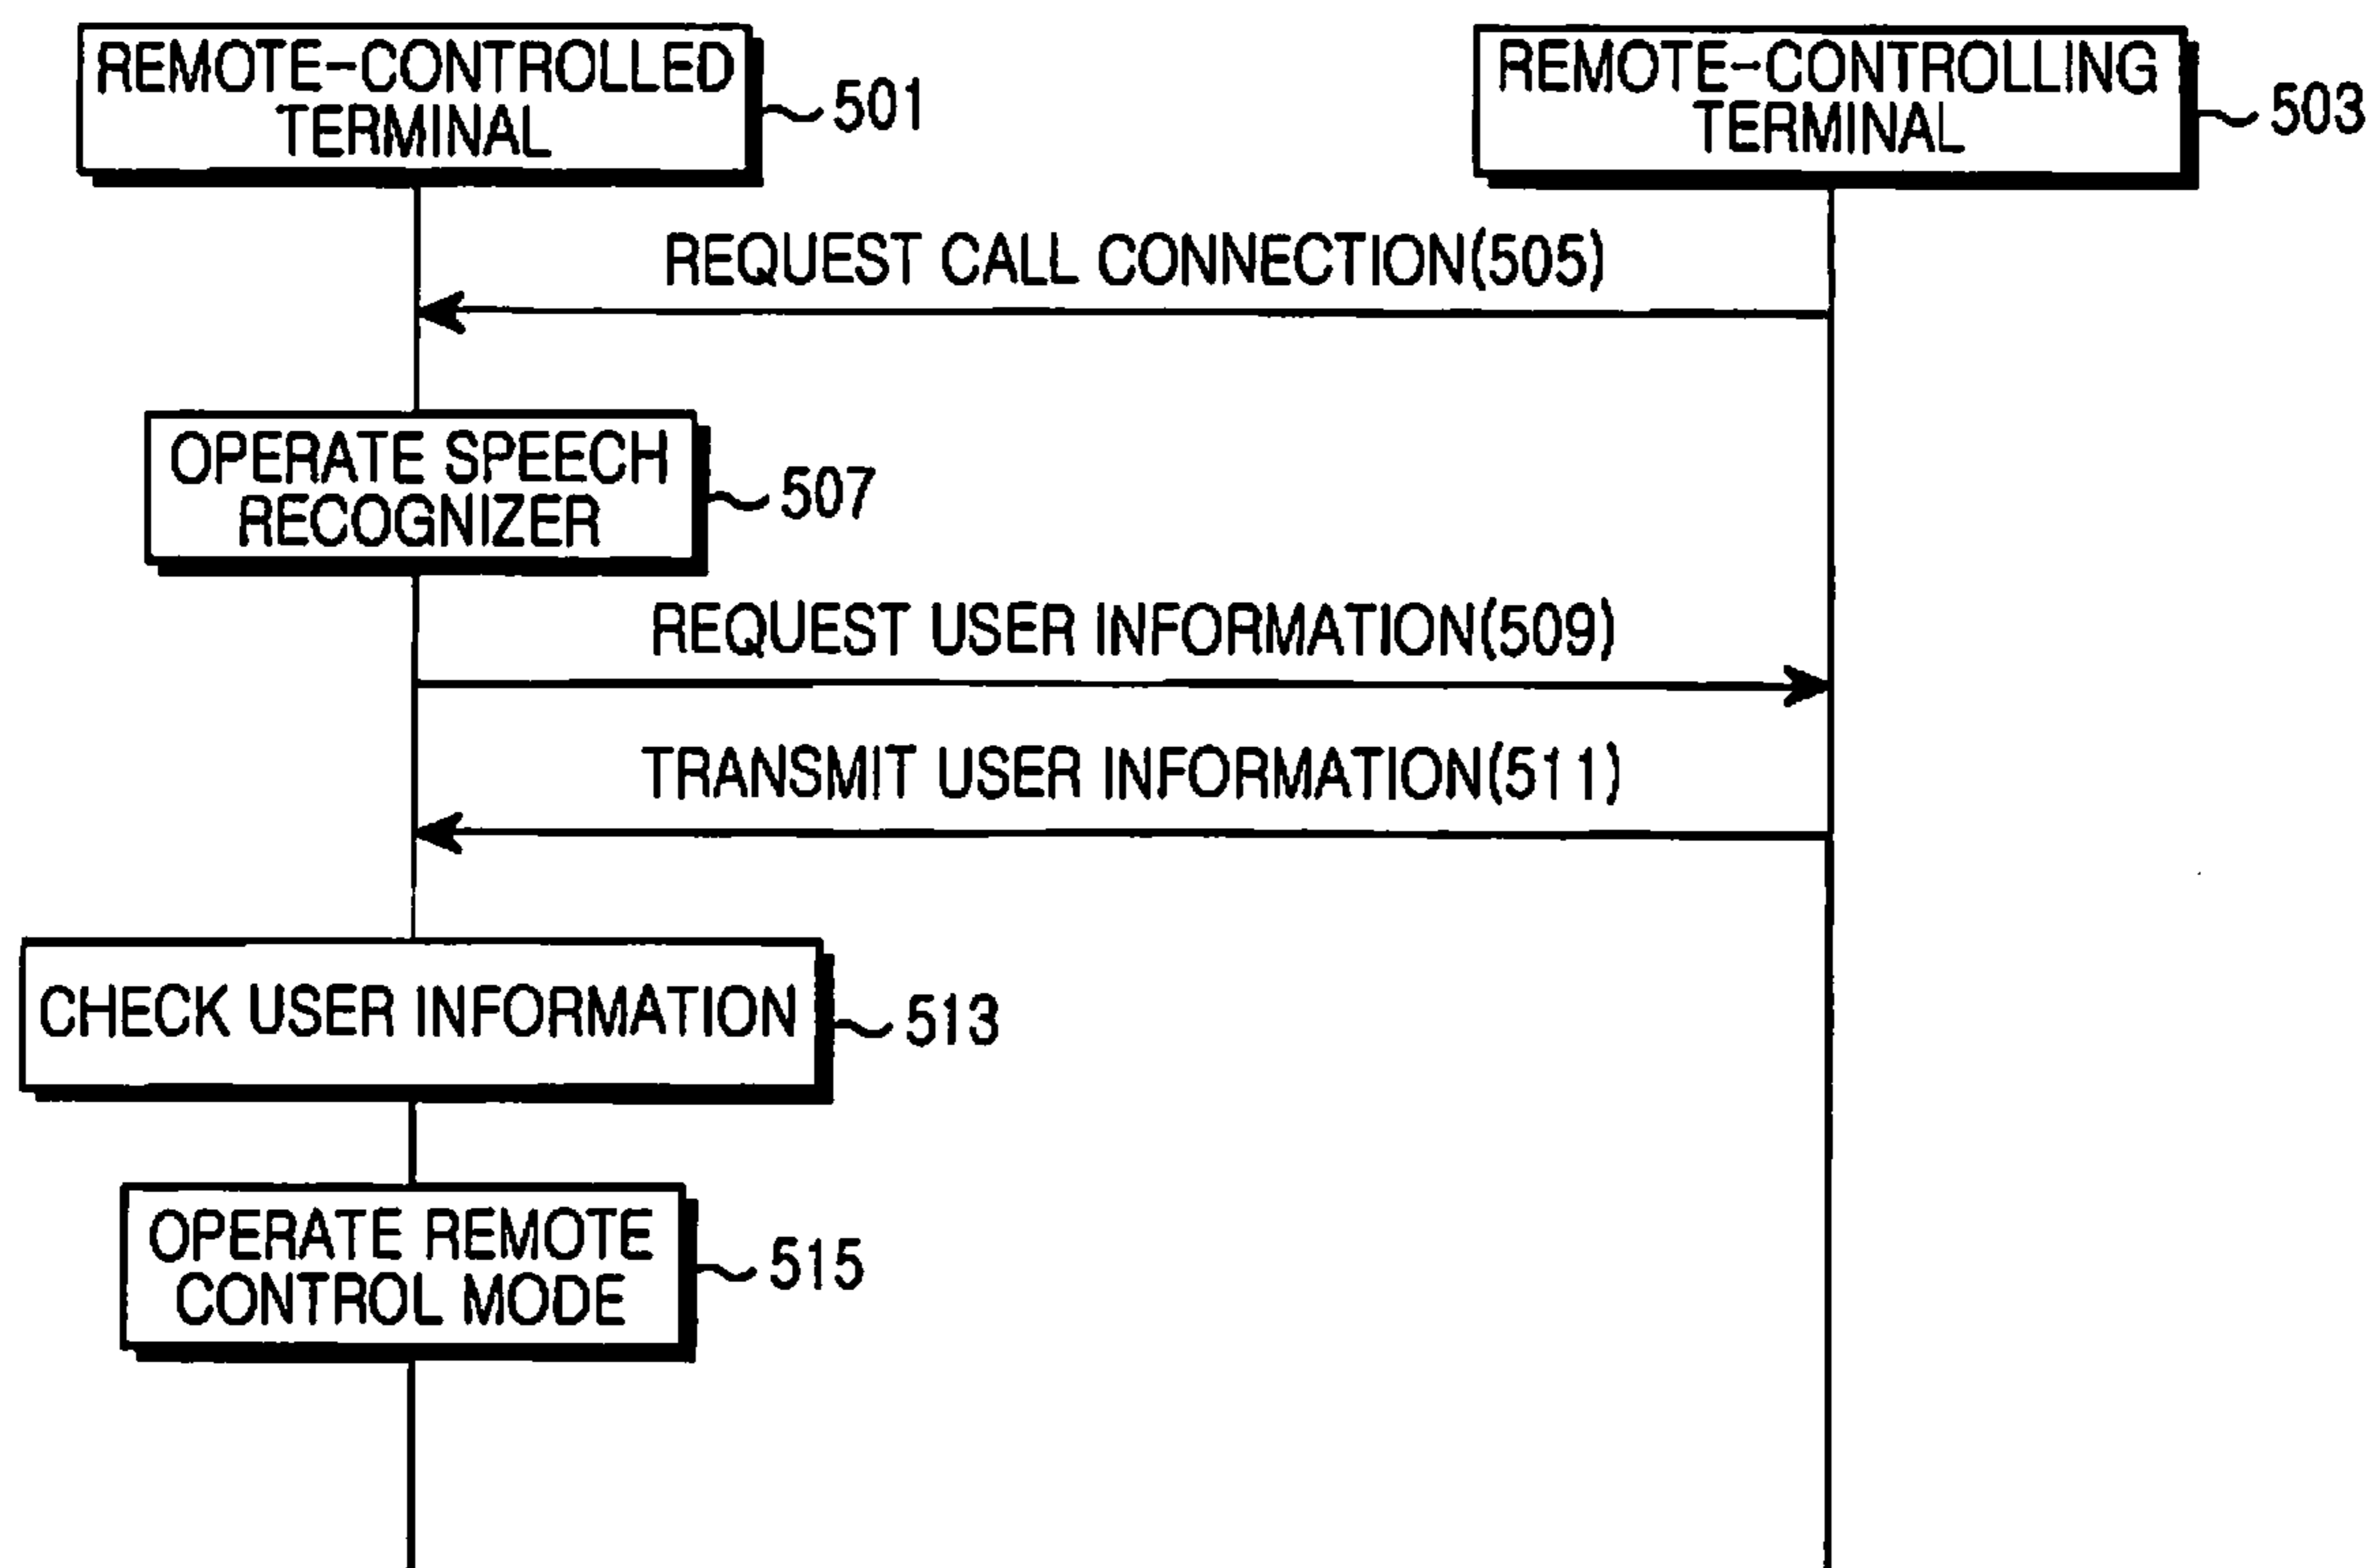 REMOTE-CONTROLLED
TERMINAL
501
REMOTE-CONTROLLING
TERMINAL
503
REQUEST CALL CONNECTION(505)
OPERATE SPEECH
RECOGNIZER
507
REQUEST USER INFORMATION(509)
TRANSMIT USER INFORMATION(511)
CHECK USER INFORMATION
513
OPERATE REMOTE
CONTROL MODE
515